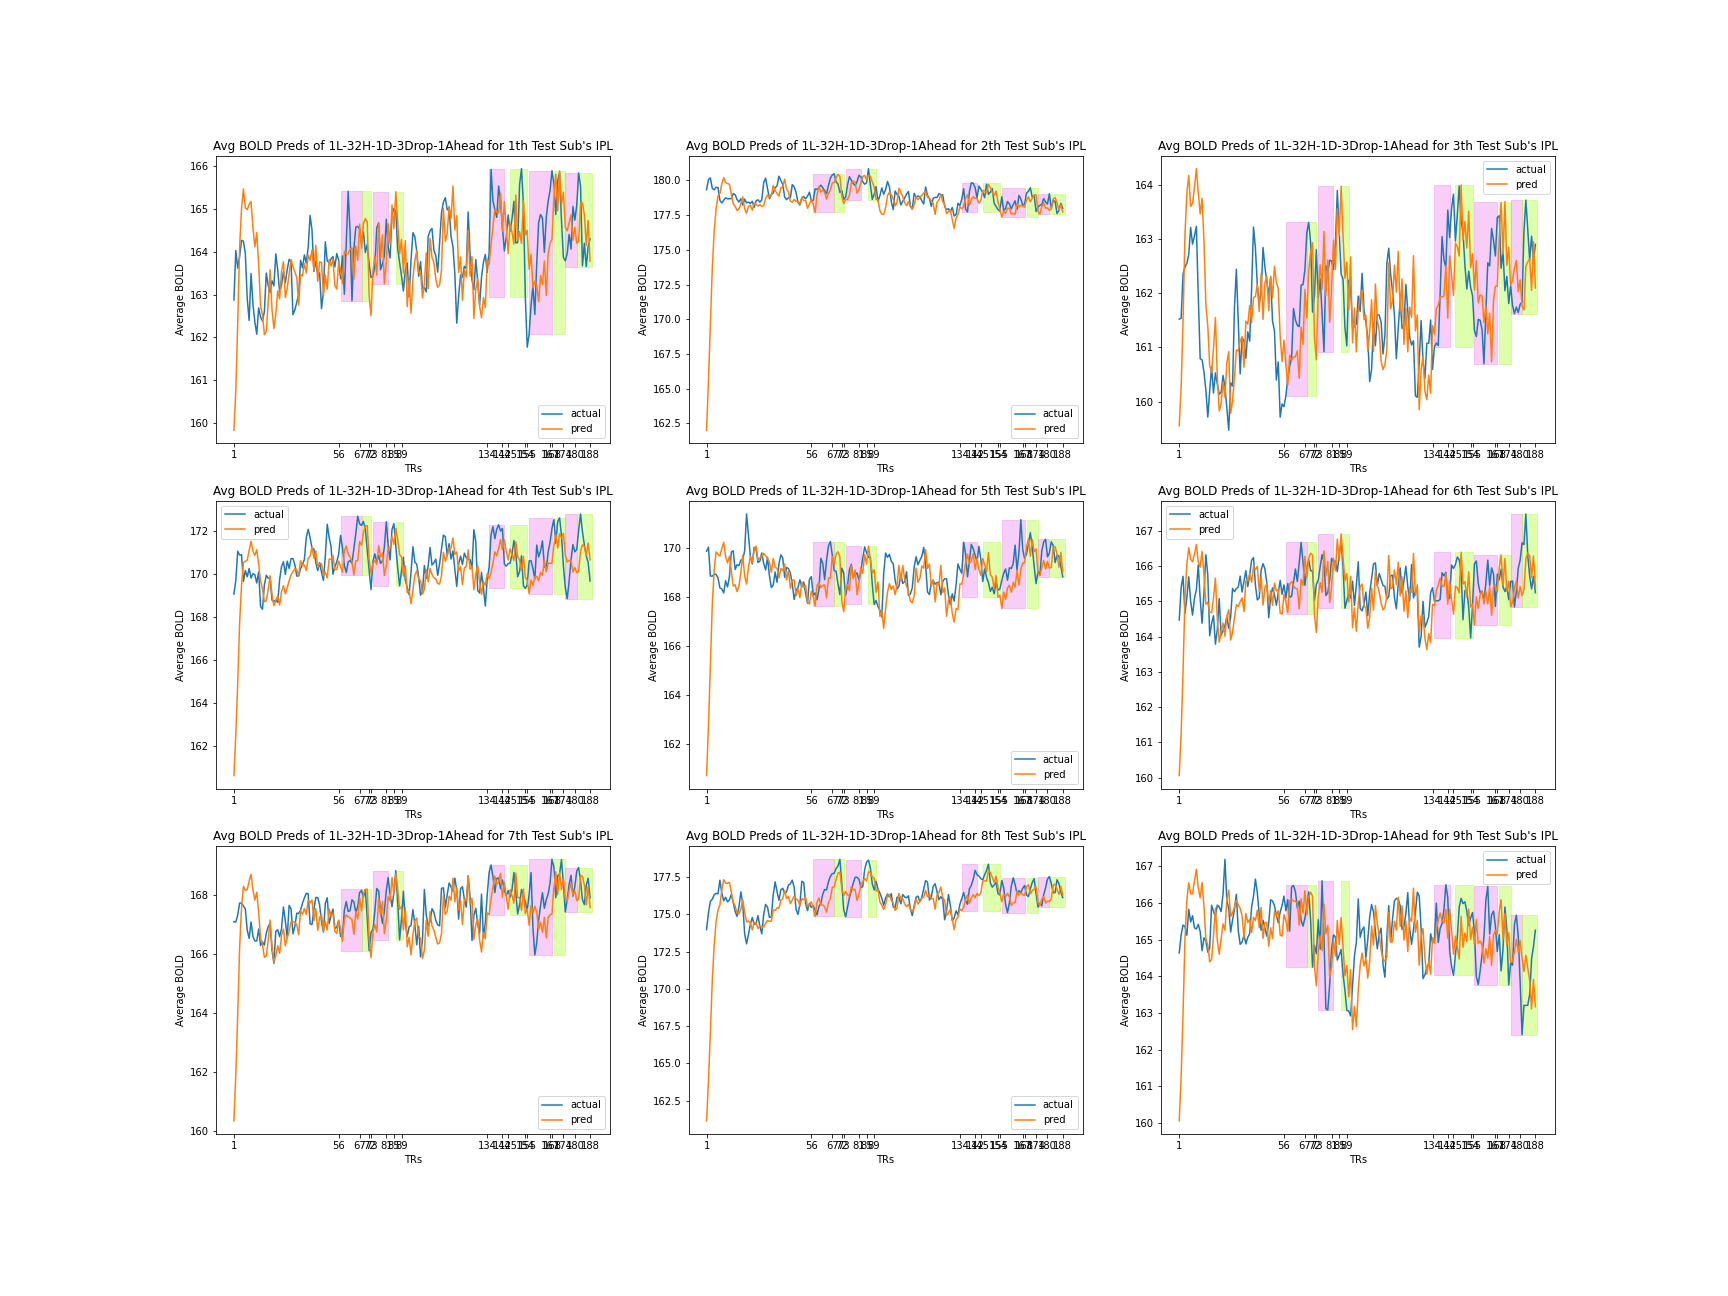 Avg BOLD Preds of 1L-32H-1D-3Drop-1Ahead for 1th Test Sub's IPL
Average BOLD
166
165
164
163
162
161
160
actual
pred
1
56
134
188
TRs
Avg BOLD Preds of 1L-32H-1D-3Drop-1Ahead for 2th Test Sub's IPL
Average BOLD
180.0
177.5
175.0
172.5
170.0
167.5
165.0
162.5
actual
pred
1
56
134
188
TRs
Avg BOLD Preds of 1L-32H-1D-3Drop-1Ahead for 3th Test Sub's IPL
Average BOLD
164
163
162
161
160
actual
pred
1
56
134
188
TRs
Avg BOLD Preds of 1L-32H-1D-3Drop-1Ahead for 4th Test Sub's IPL
Average BOLD
172
170
168
166
164
162
actual
pred
1
56
134
188
TRs
Avg BOLD Preds of 1L-32H-1D-3Drop-1Ahead for 5th Test Sub's IPL
Average BOLD
170
168
166
164
162
actual
pred
1
56
134
188
TRs
Avg BOLD Preds of 1L-32H-1D-3Drop-1Ahead for 6th Test Sub's IPL
Average BOLD
167
166
165
164
163
162
161
160
actual
pred
1
56
134
188
TRs
Avg BOLD Preds of 1L-32H-1D-3Drop-1Ahead for 7th Test Sub's IPL
Average BOLD
168
166
164
162
160
actual
pred
1
56
134
188
TRs
Avg BOLD Preds of 1L-32H-1D-3Drop-1Ahead for 8th Test Sub's IPL
Average BOLD
177.5
175.0
172.5
170.0
167.5
165.0
162.5
actual
pred
1
56
134
188
TRs
Avg BOLD Preds of 1L-32H-1D-3Drop-1Ahead for 9th Test Sub's IPL
Average BOLD
167
166
165
164
163
162
161
160
actual
pred
1
56
134
188
TRs